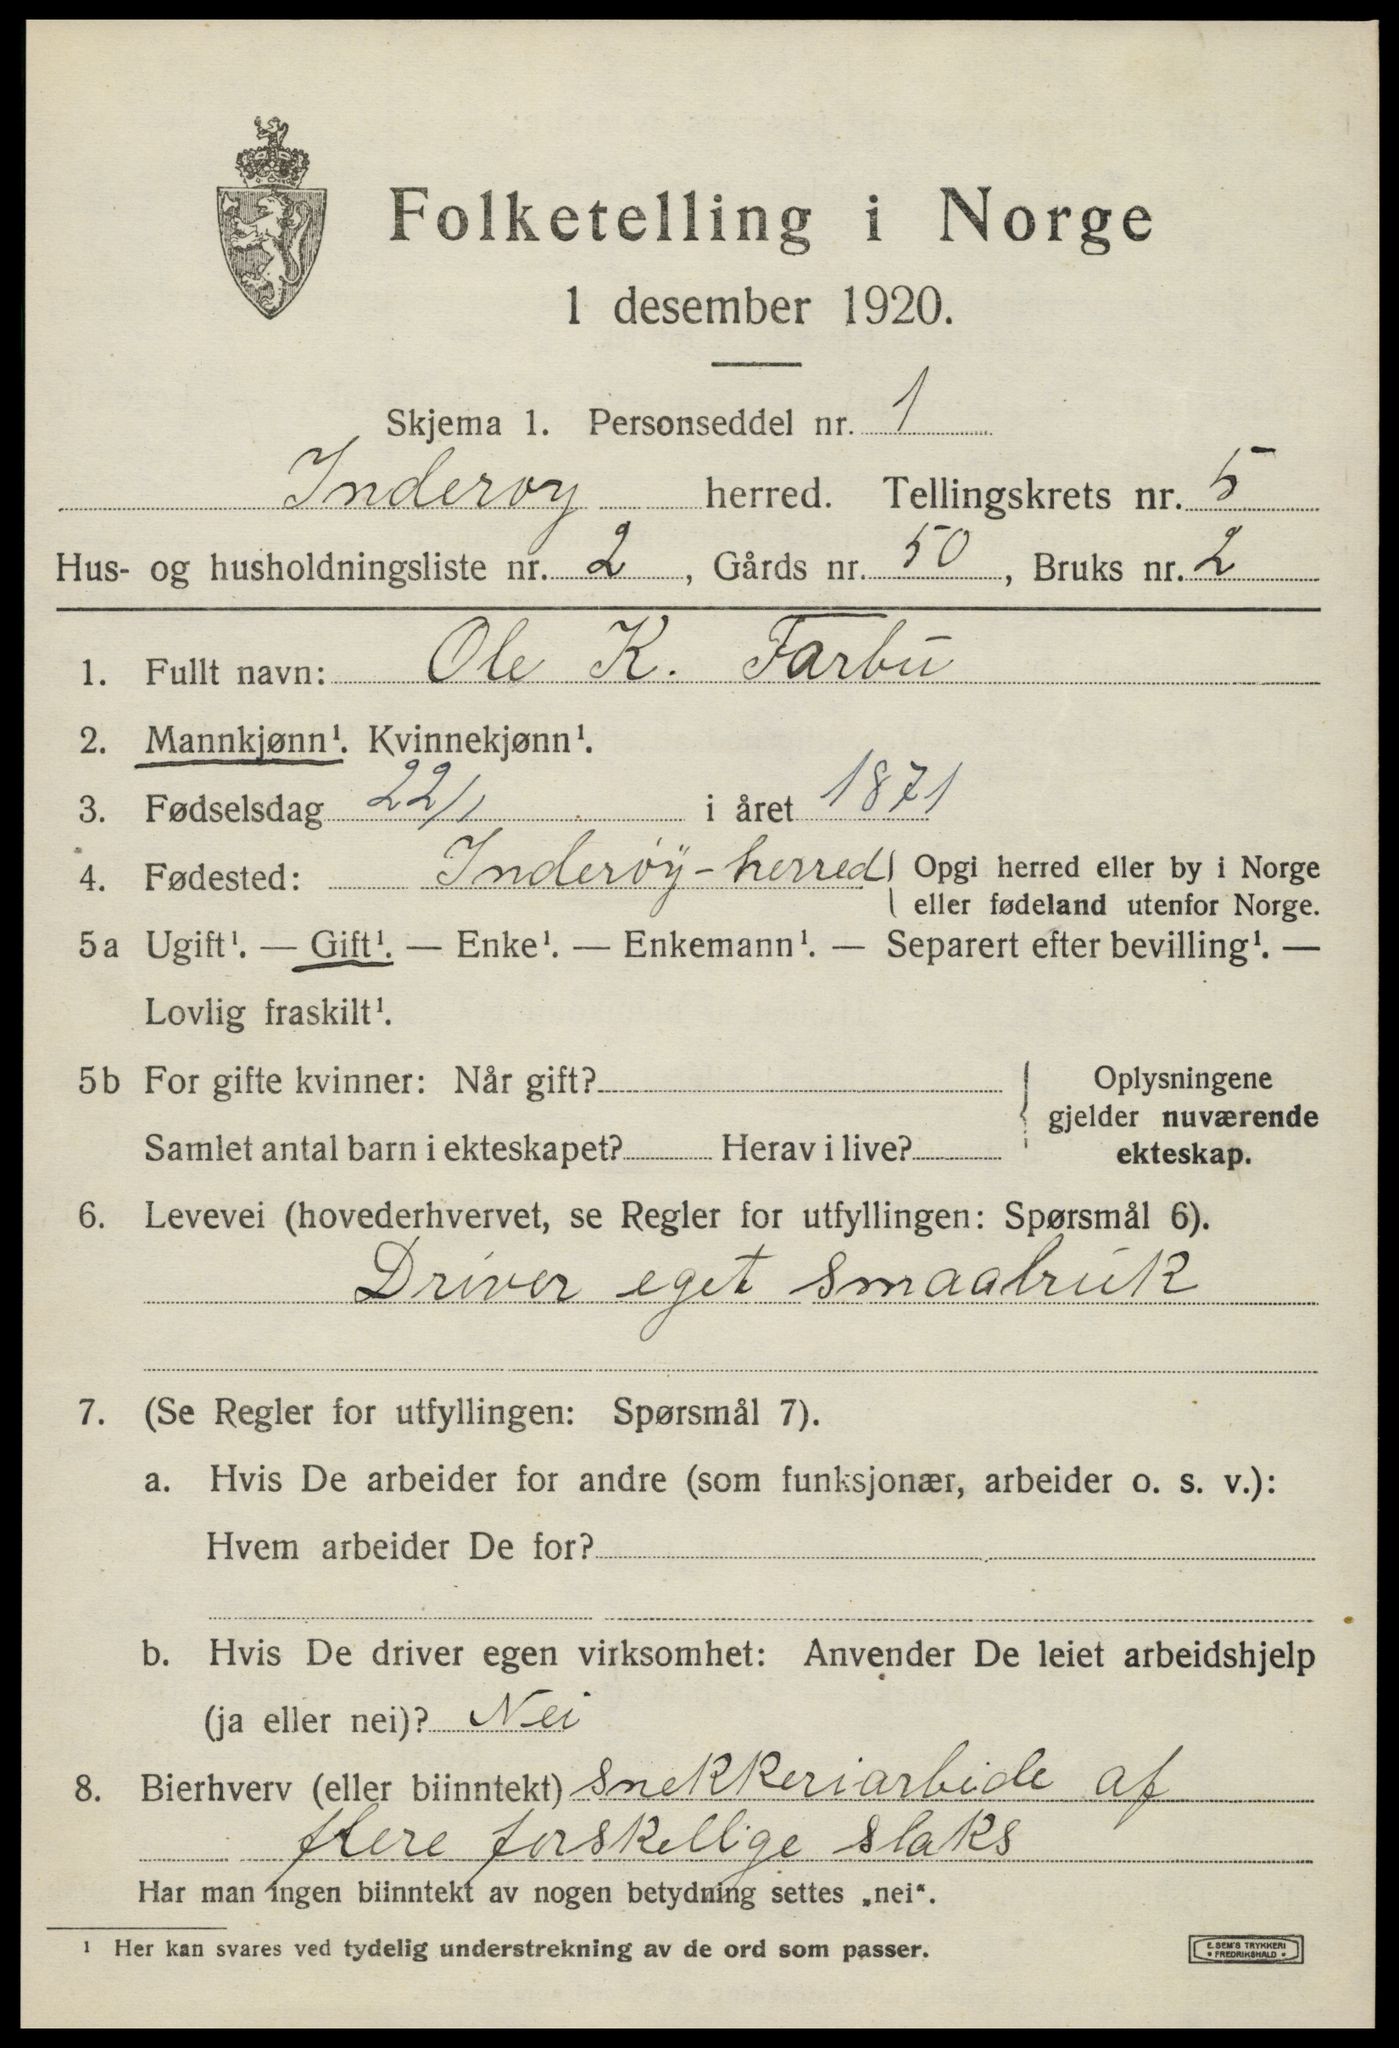 Folketelling i Norge
1 desember 1920.
Skjema 1. Personseddel nr. 1
Inderøy herred. Tellingskrets nr. 5
Hus- og husholdningsliste nr. 2, Gårds nr. 50, Bruks nr. 2
1. Fullt navn: Ole K. Farbu
2. Mannkjønn¹. Kvinnekjønn¹.
3. Fødselsdag 22/1 i året 1871
4. Fødested: Inderøy-herred Opgi herred eller by i Norge
eller fødeland utenfor Norge.
5a Ugift¹. — Gift¹. — Enke¹. — Enkemann¹. — Separert efter bevilling¹. —
Lovlig fraskilt¹.
5b For gifte kvinner: Når gift? Oplysningene
gjelder nuværende
Samlet antal barn i ekteskapet? Herav i live? ekteskap.
6. Levevei (hovederhvervet, se Regler for utfyllingen: Spørsmål 6).
Driver eget smaabruk
7. (Se Regler for utfyllingen: Spørsmål 7).
a. Hvis De arbeider for andre (som funksjonær, arbeider o. s. v.):
Hvem arbeider De for?
b. Hvis De driver egen virksomhet: Anvender De leiet arbeidshjelp
(ja eller nei)? Nei
8. Bierhverv (eller biinntekt) snekkeriarbeide af
flere forskellige slaks
Har man ingen biinntekt av nogen betydning settes „nei“.
¹ Her kan svares ved tydelig understrekning av de ord som passer.
E. SEM'S TRYKKERI
FREDRIKSHALD